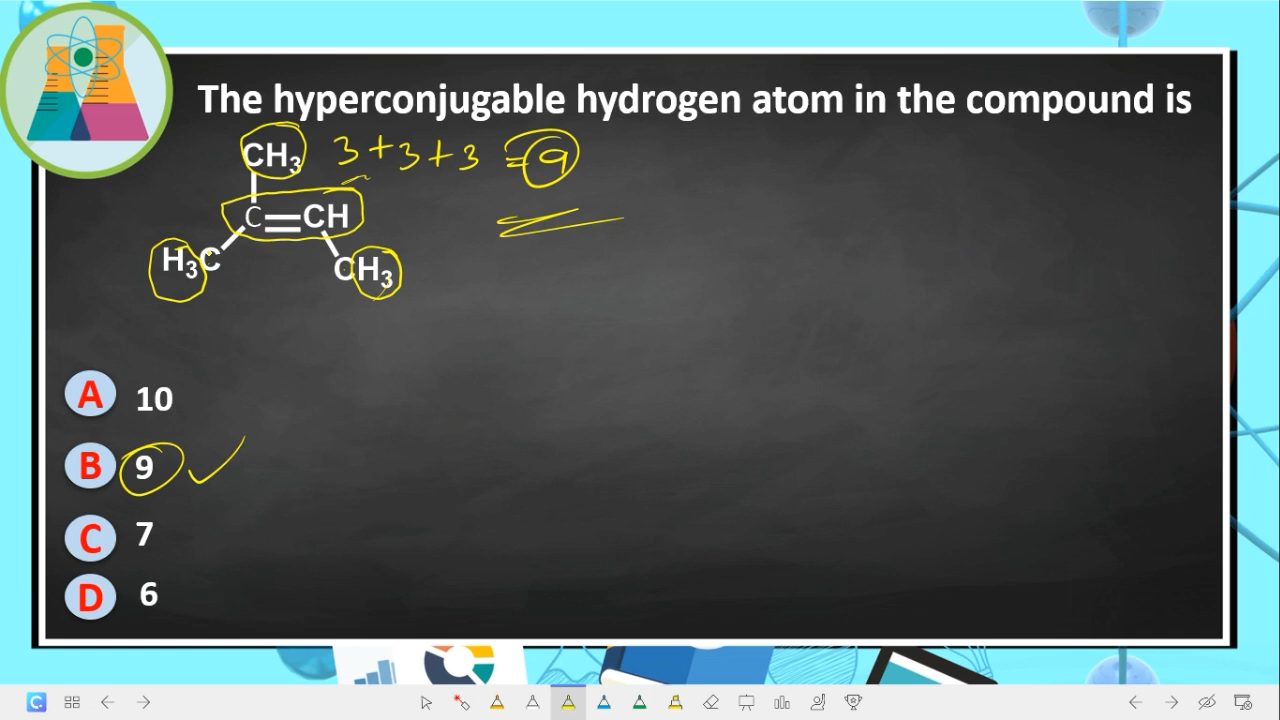 The hyperconjugable hydrogen atom in the compound is
CH₃ 3+3+3 = 9
C=CH
H₃C CH₃
A 10
B 9 ✓
C 7
D 6
C